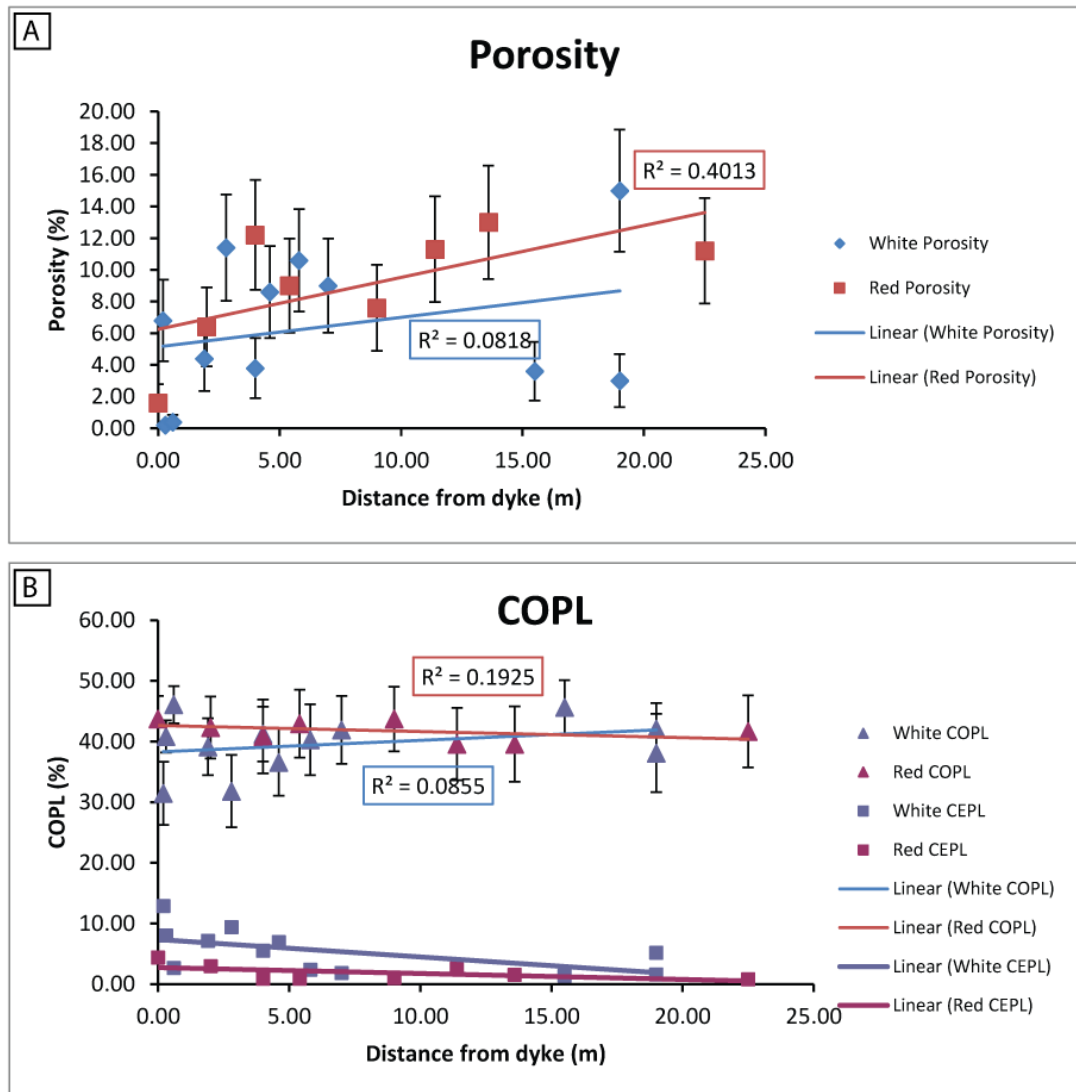 A
Porosity
20.00
18.00
16.00
14.00
12.00
10.00
8.00
6.00
4.00
2.00
0.00
Porosity (%)
R² = 0.4013
R² = 0.0818
0.00 5.00 10.00 15.00 20.00 25.00
Distance from dyke (m)
White Porosity
Red Porosity
Linear (White Porosity)
Linear (Red Porosity)
B
COPL
60.00
50.00
40.00
30.00
20.00
10.00
0.00
COPL (%)
R² = 0.1925
R² = 0.0855
0.00 5.00 10.00 15.00 20.00 25.00
Distance from dyke (m)
White COPL
Red COPL
White CEPL
Red CEPL
Linear (White COPL)
Linear (Red COPL)
Linear (White CEPL)
Linear (Red CEPL)